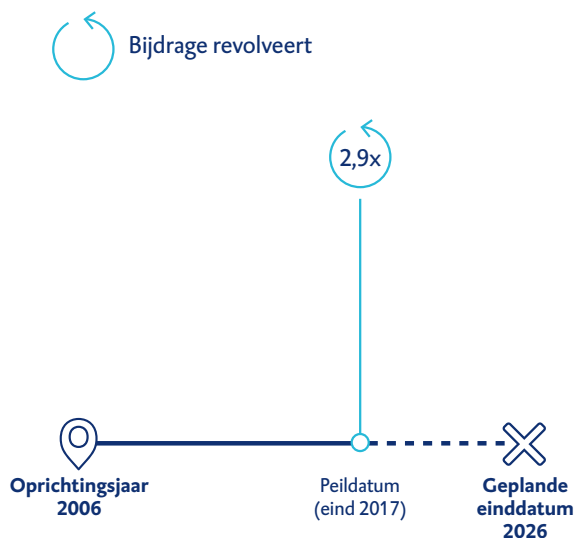 Bijdrage revolveert
2,9x
Oprichtingsjaar
2006
Peildatum
(eind 2017)
Geplande
einddatum
2026